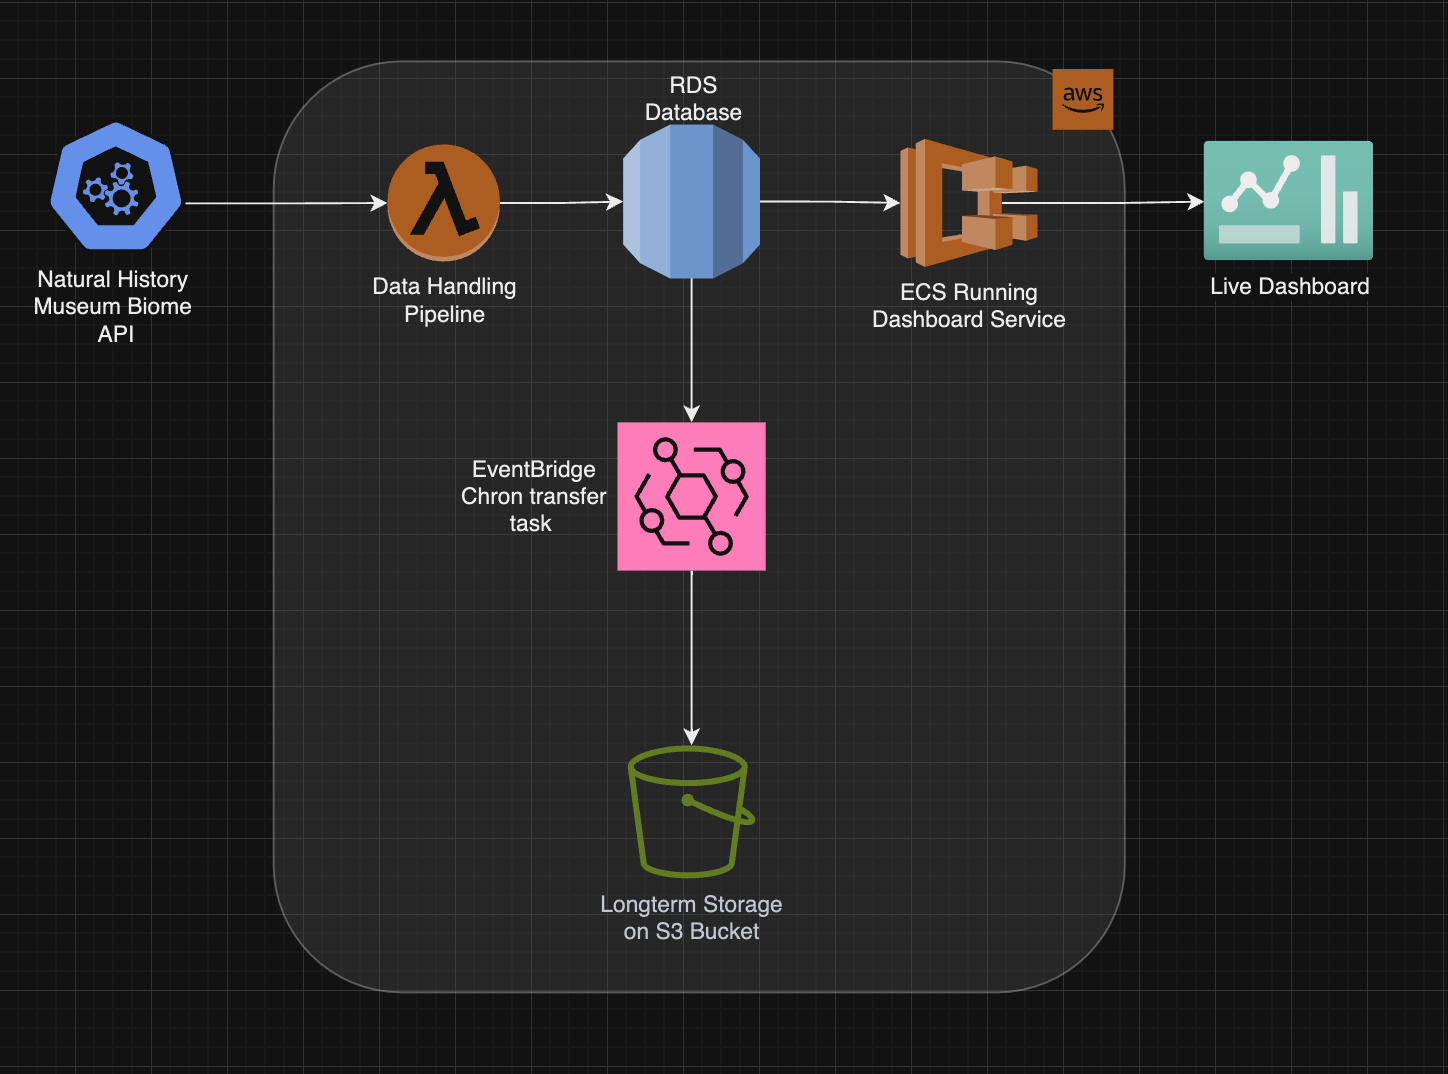 RDS
Database
aws
Natural History
Museum Biome
API
Data Handling
Pipeline
ECS Running
Dashboard Service
Live Dashboard
EventBridge
Chron transfer
task
Longterm Storage
on S3 Bucket